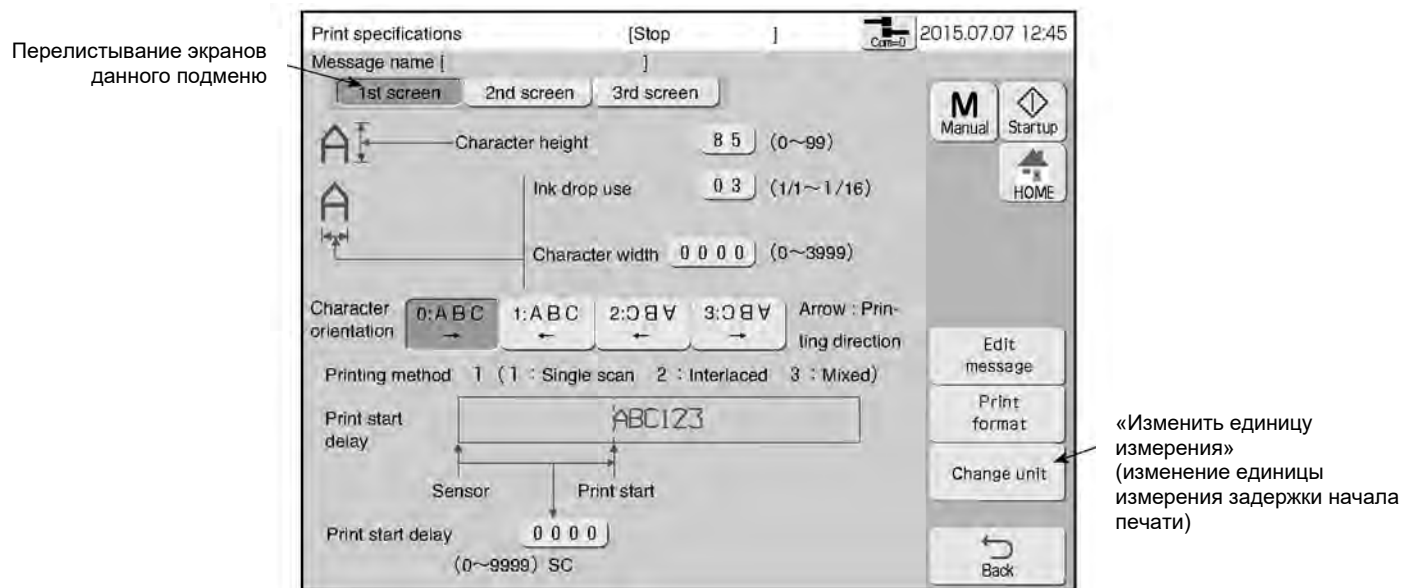 Перелистывание экранов
данного подменю
Print specifications [Stop ] Com=0 2015.07.07 12:45
Message name [ ]
1st screen 2nd screen 3rd screen
M
Manual
Startup
HOME
A
Character height 8 5 (0~99)
A
Ink drop use 0 3 (1/1~1/16)
Character width 0 0 0 0 (0~3999)
Character
orientation
0:A B C
→
1:A B C
←
2:Ɔ B ∀
←
3:Ɔ B ∀
→
Arrow : Prin-
ting direction
Printing method 1 (1 : Single scan 2 : Interlaced 3 : Mixed)
Print start
delay
ABC123
Sensor Print start
Print start delay 0 0 0 0
(0~9999) SC
Edit
message
Print
format
Change unit
Back
«Изменить единицу
измерения»
(изменение единицы
измерения задержки начала
печати)